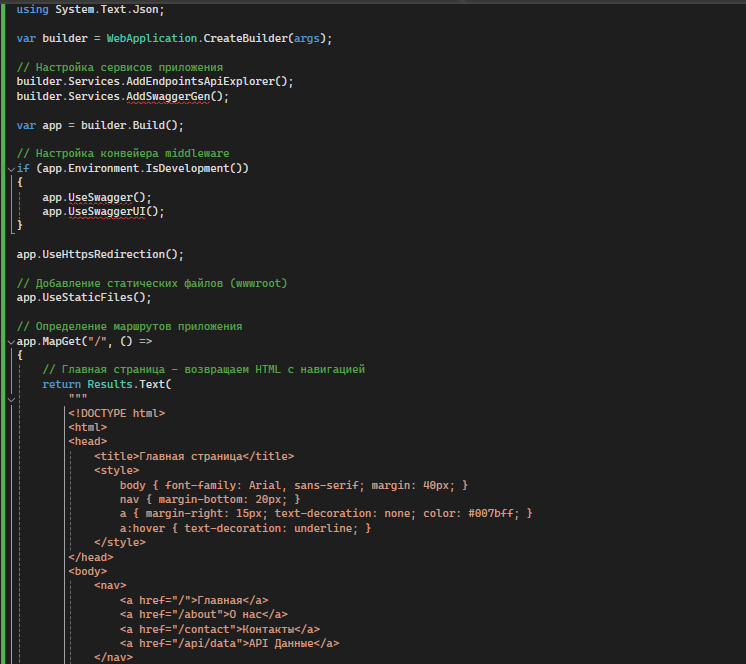 using System.Text.Json;
var builder = WebApplication.CreateBuilder(args);
// Настройка сервисов приложения
builder.Services.AddEndpointsApiExplorer();
builder.Services.AddSwaggerGen();
var app = builder.Build();
// Настройка конвейера middleware
if (app.Environment.IsDevelopment())
{
    app.UseSwagger();
    app.UseSwaggerUI();
}
app.UseHttpsRedirection();
// Добавление статических файлов (wwwroot)
app.UseStaticFiles();
// Определение маршрутов приложения
app.MapGet("/", () =>
{
    // Главная страница - возвращаем HTML с навигацией
    return Results.Text(
        """
        <!DOCTYPE html>
        <html>
        <head>
            <title>Главная страница</title>
            <style>
                body { font-family: Arial, sans-serif; margin: 40px; }
                nav { margin-bottom: 20px; }
                a { margin-right: 15px; text-decoration: none; color: #007bff; }
                a:hover { text-decoration: underline; }
            </style>
        </head>
        <body>
            <nav>
                <a href="/">Главная</a>
                <a href="/about">О нас</a>
                <a href="/contact">Контакты</a>
                <a href="/api/data">API Данные</a>
            </nav>